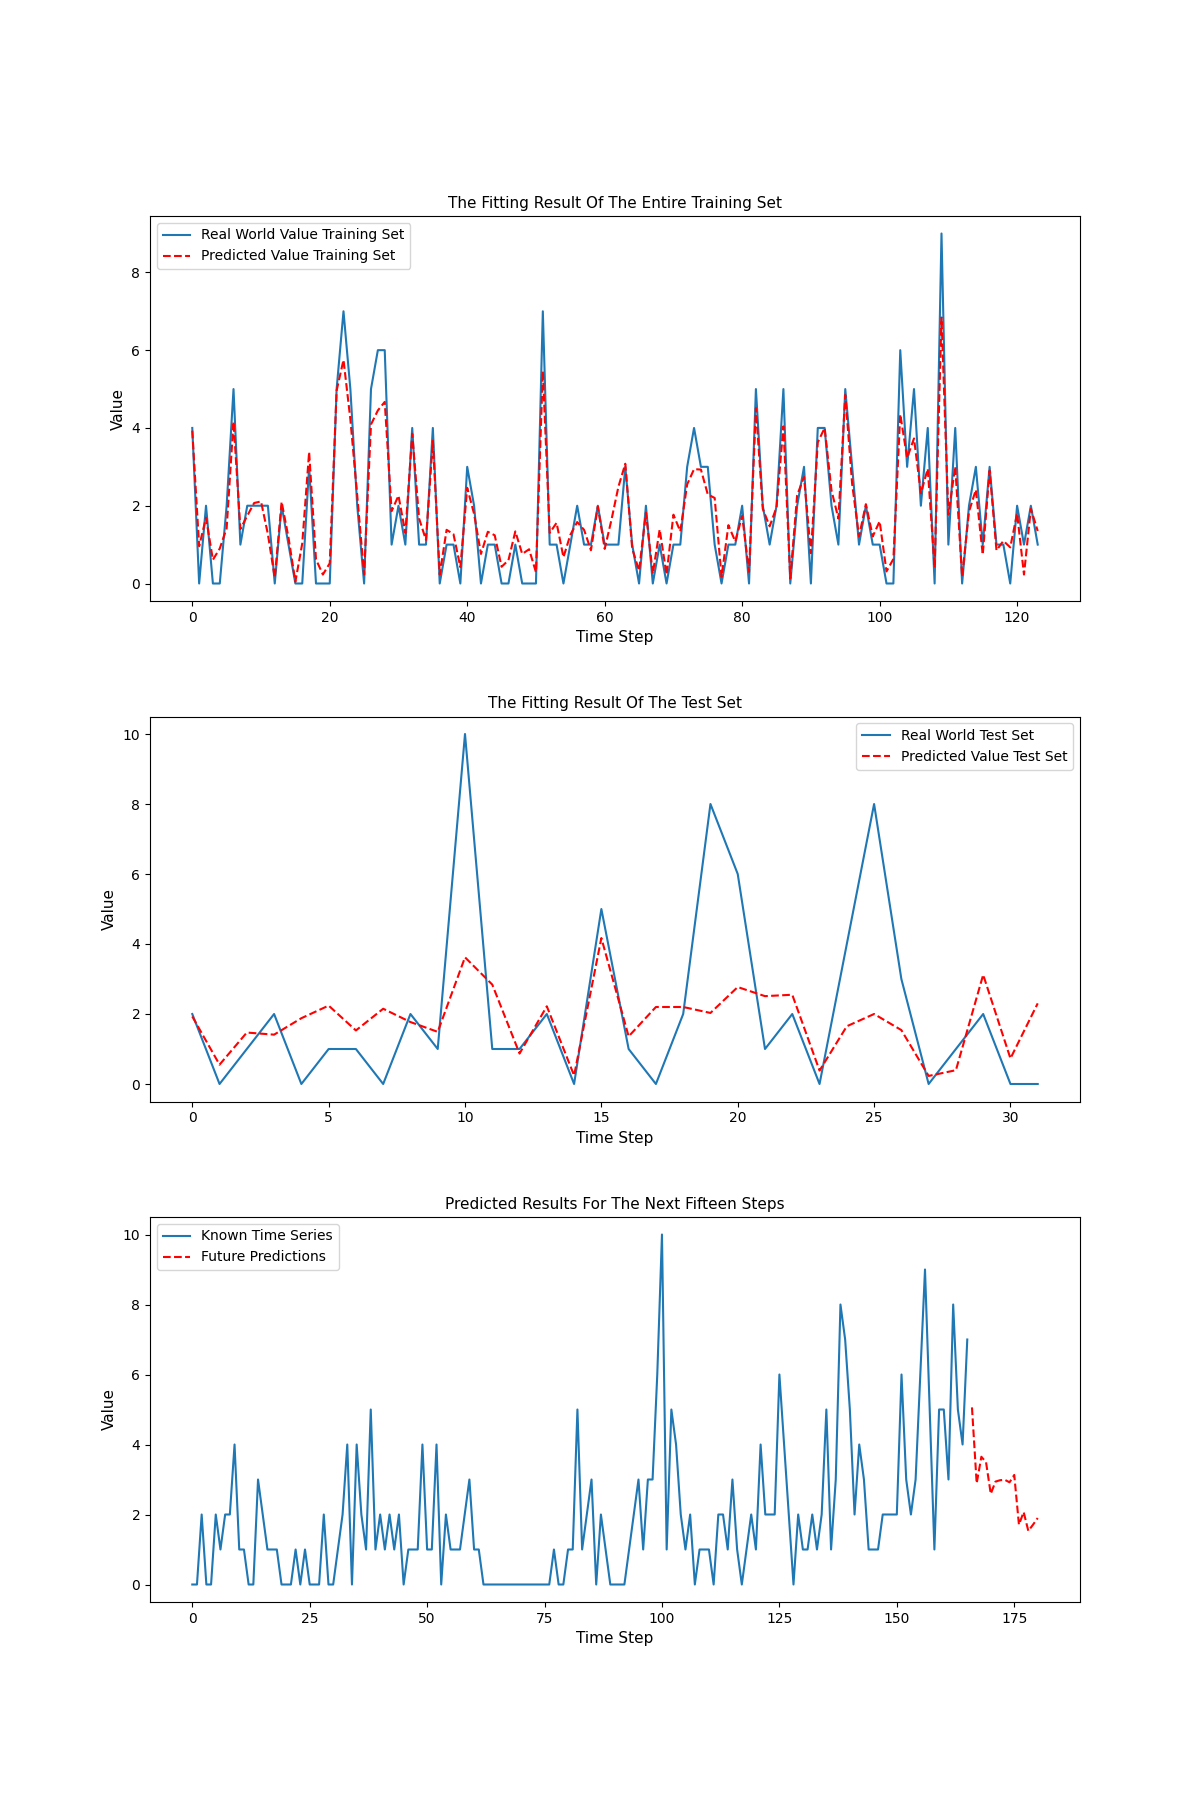 The Fitting Result Of The Entire Training Set
Real World Value Training Set
Predicted Value Training Set
Value
8
6
4
2
0
0 20 40 60 80 100 120
Time Step
The Fitting Result Of The Test Set
Real World Test Set
Predicted Value Test Set
Value
10
8
6
4
2
0
0 5 10 15 20 25 30
Time Step
Predicted Results For The Next Fifteen Steps
Known Time Series
Future Predictions
Value
10
8
6
4
2
0
0 25 50 75 100 125 150 175
Time Step